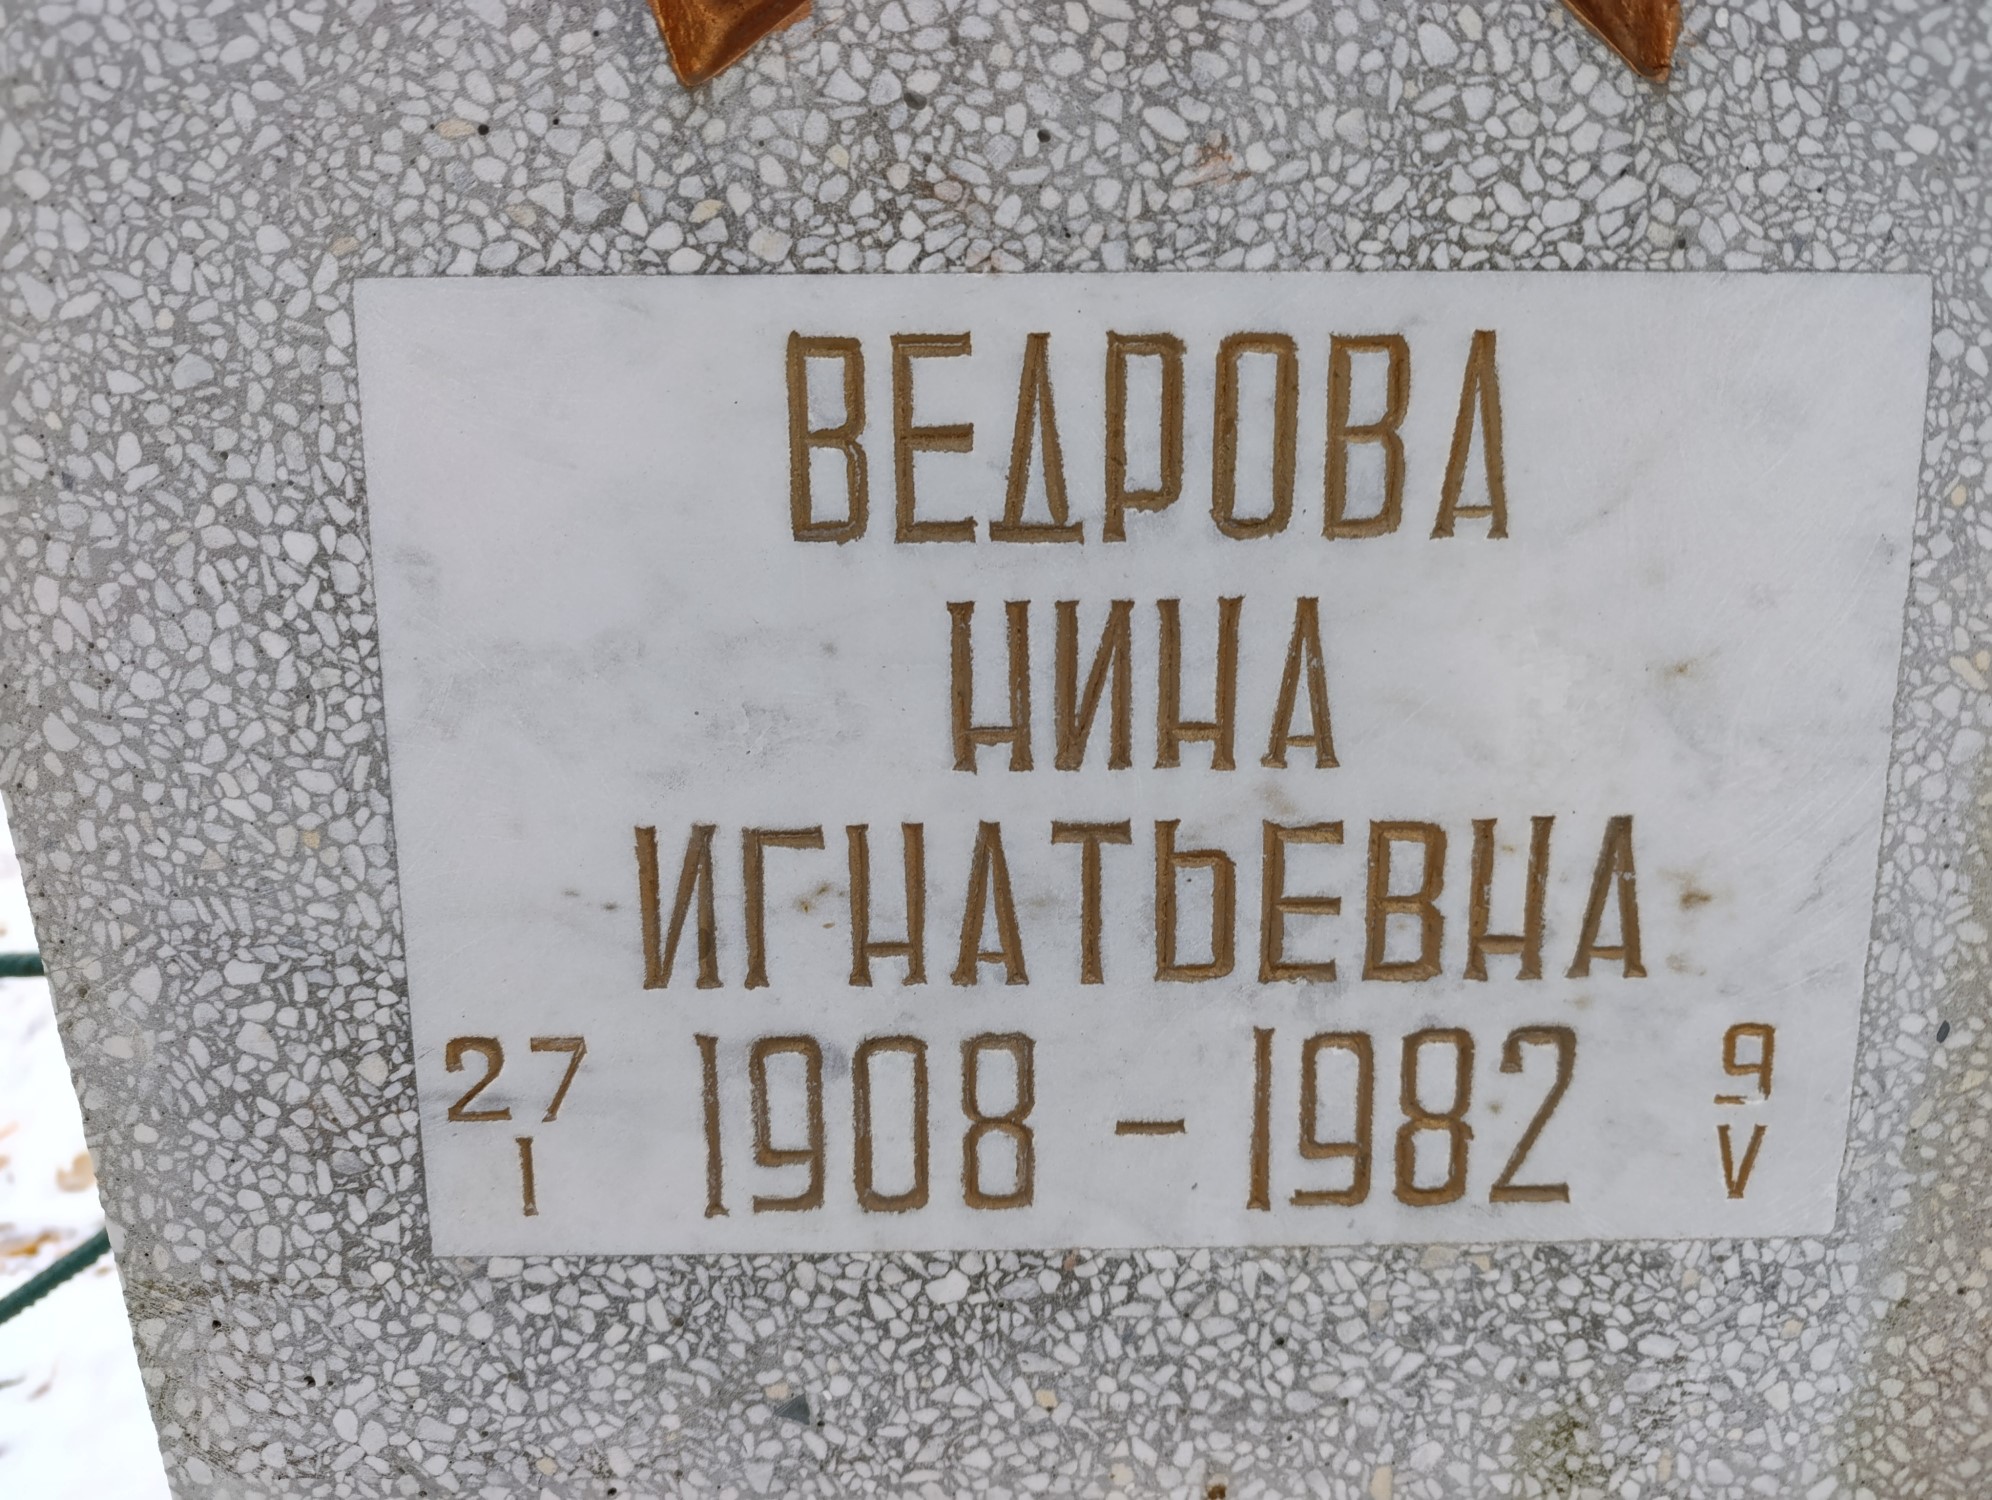 ВЕДРОВА
НИНА
ИГНАТЬЕВНА
27 1908 – 1982 9
I V